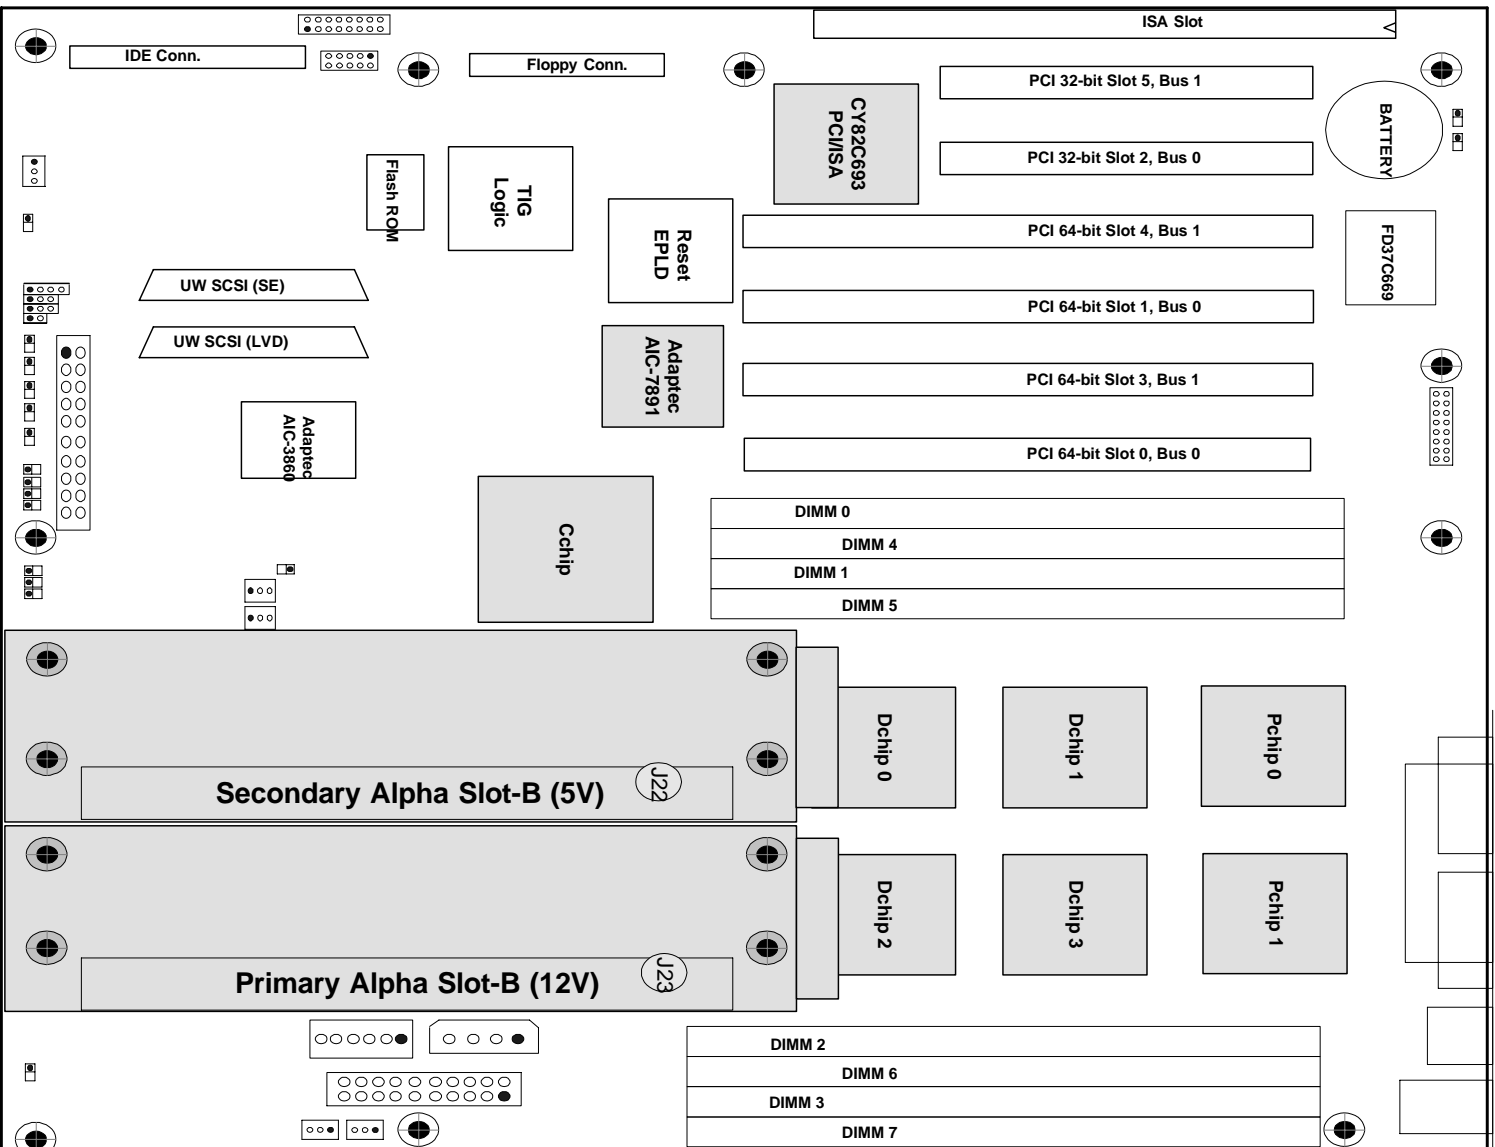 ISA Slot
IDE Conn.
Floppy Conn.
PCI 32-bit Slot 5, Bus 1
CY82C693
PCI/ISA
BATTERY
PCI 32-bit Slot 2, Bus 0
Flash ROM
TIG
Logic
Reset
EPLD
PCI 64-bit Slot 4, Bus 1
FD37C669
UW SCSI (SE)
PCI 64-bit Slot 1, Bus 0
UW SCSI (LVD)
Adaptec
AIC-7891
PCI 64-bit Slot 3, Bus 1
Adaptec
AIC-3860
PCI 64-bit Slot 0, Bus 0
Cchip
DIMM 0
DIMM 4
DIMM 1
DIMM 5
Dchip 0
Dchip 1
Pchip 0
Secondary Alpha Slot-B (5V)
J22
Dchip 2
Dchip 3
Pchip 1
Primary Alpha Slot-B (12V)
J23
DIMM 2
DIMM 6
DIMM 3
DIMM 7